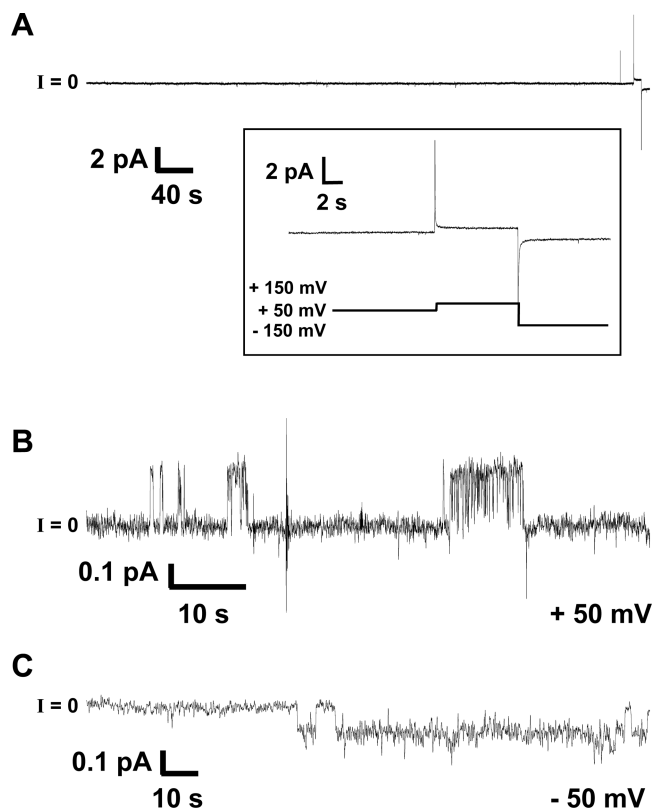 A
I = 0
2 pA
40 s
2 pA
2 s
+ 150 mV
+ 50 mV
- 150 mV
B
I = 0
0.1 pA
10 s
+ 50 mV
C
I = 0
0.1 pA
10 s
- 50 mV